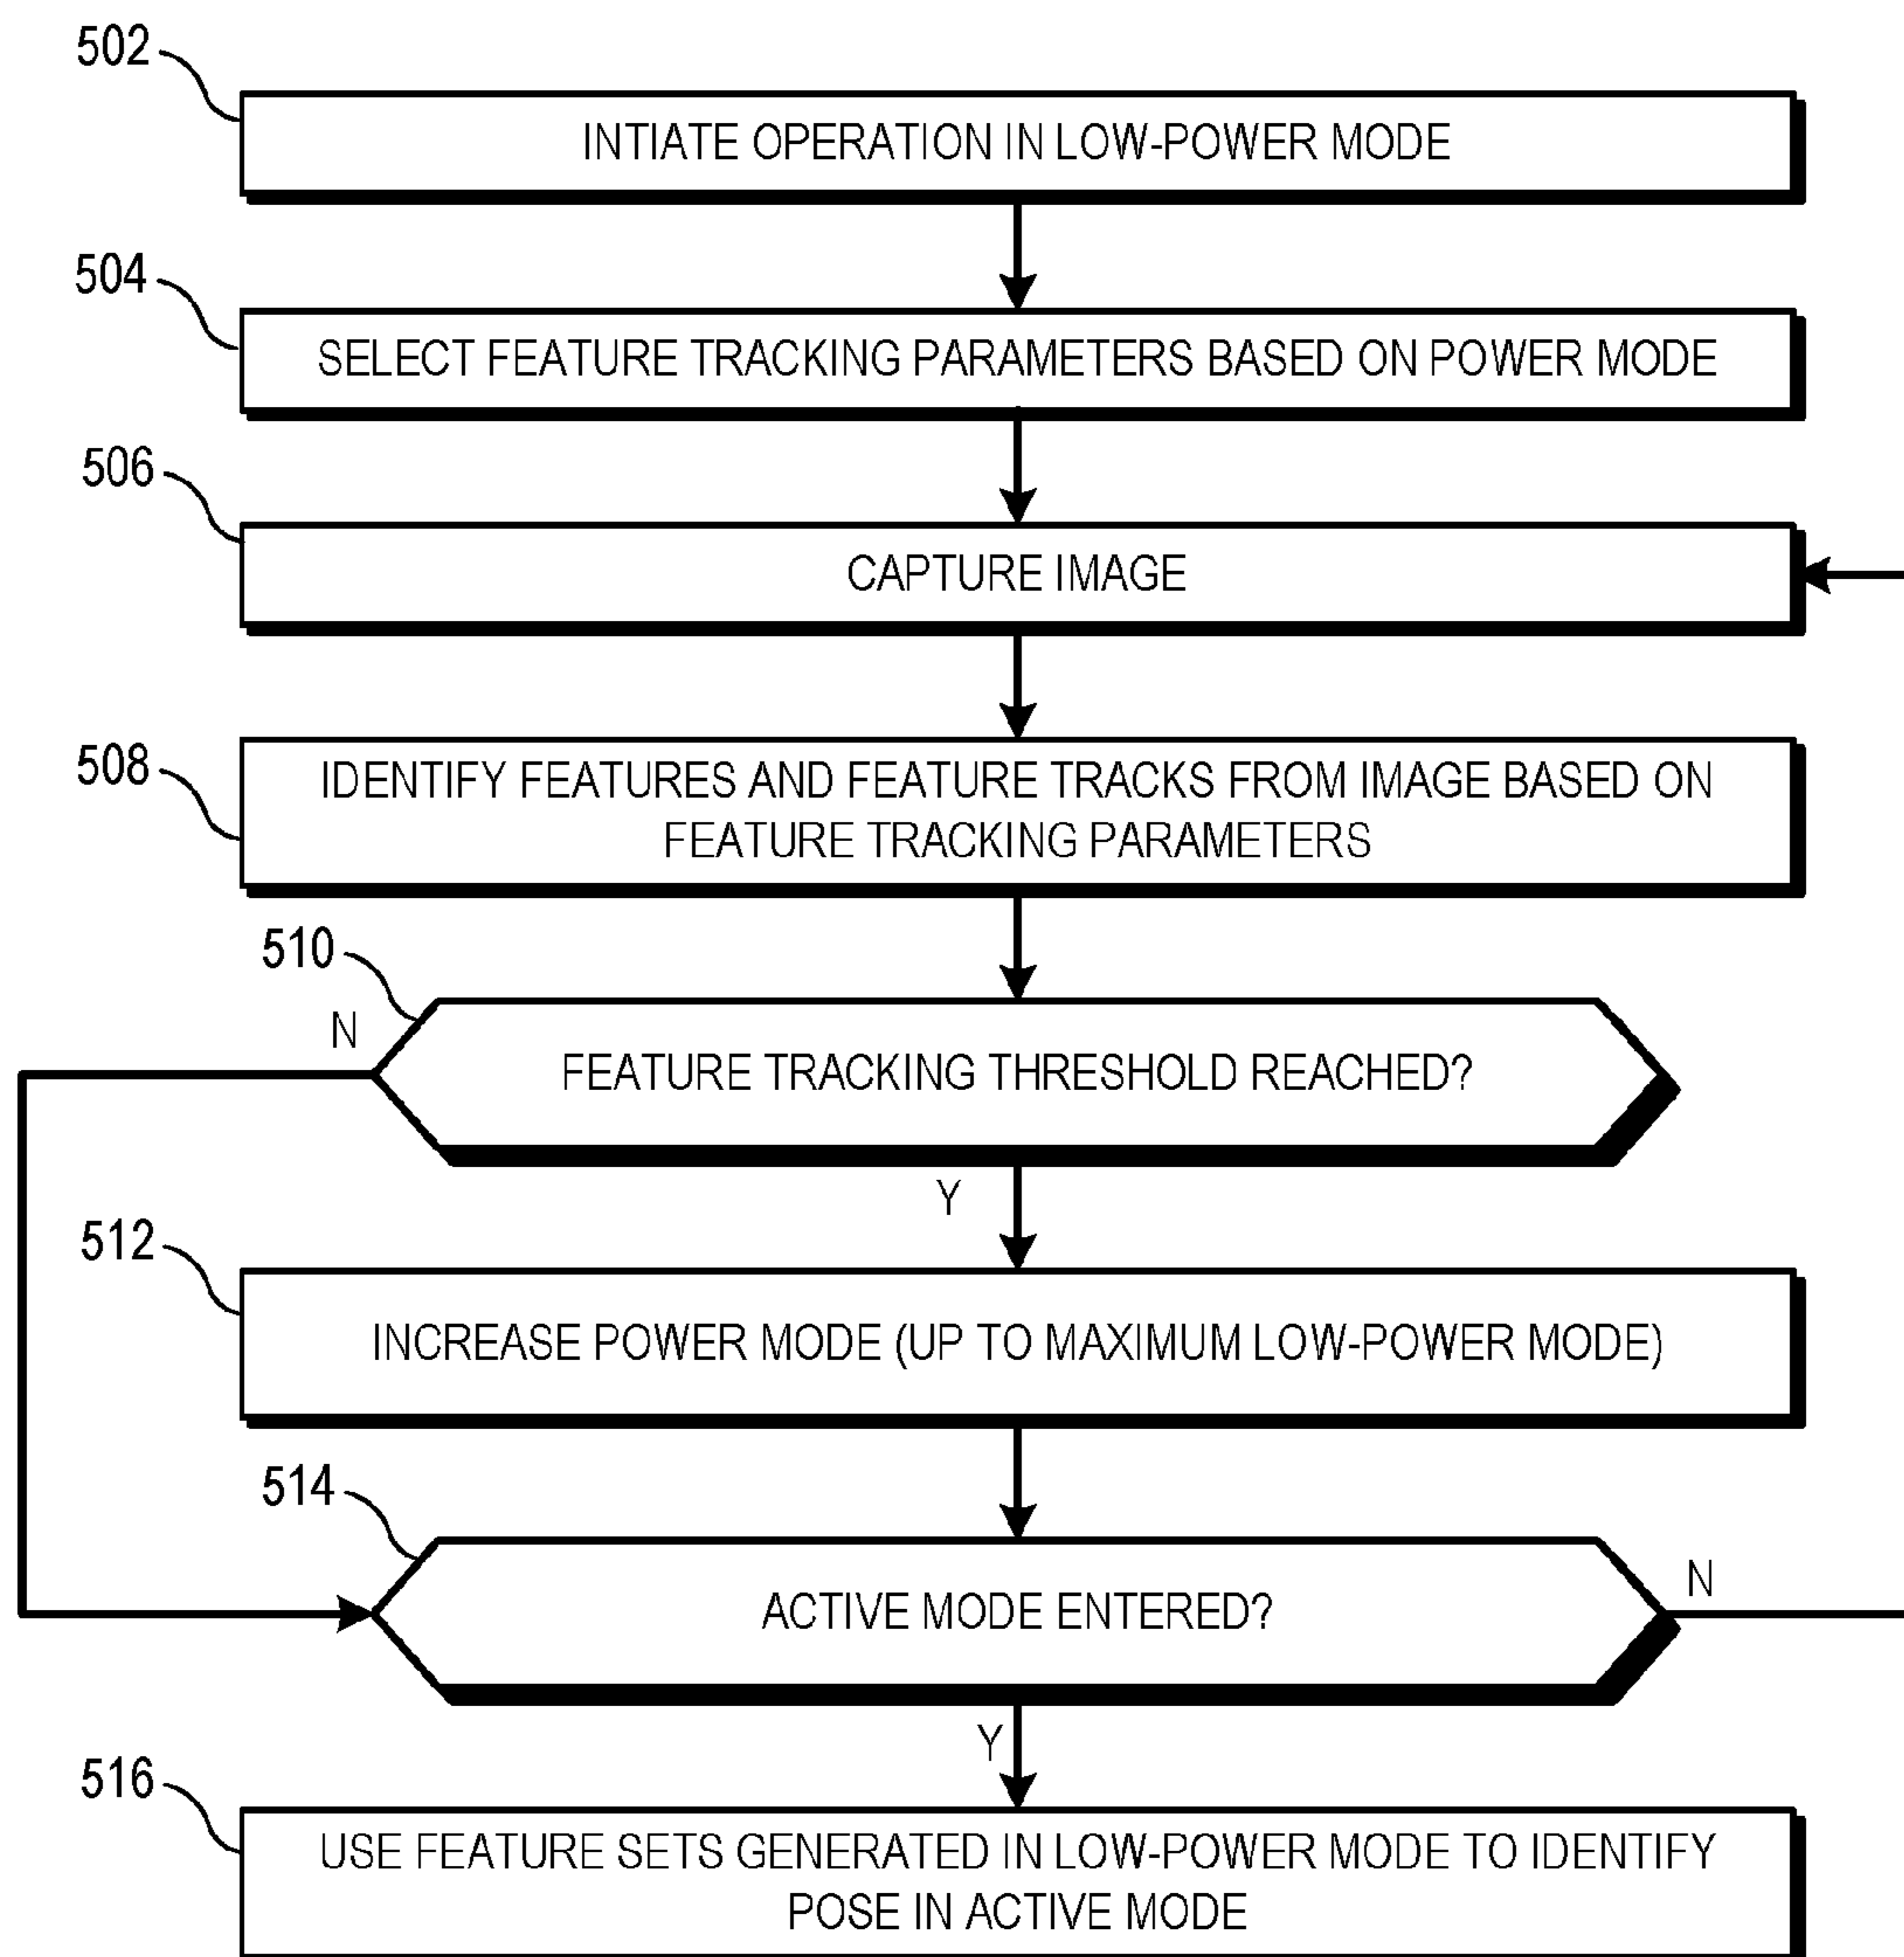 502
INTIATE OPERATION IN LOW-POWER MODE
504
SELECT FEATURE TRACKING PARAMETERS BASED ON POWER MODE
506
CAPTURE IMAGE
508
IDENTIFY FEATURES AND FEATURE TRACKS FROM IMAGE BASED ON
FEATURE TRACKING PARAMETERS
510
N
FEATURE TRACKING THRESHOLD REACHED?
Y
512
INCREASE POWER MODE (UP TO MAXIMUM LOW-POWER MODE)
514
N
ACTIVE MODE ENTERED?
Y
516
USE FEATURE SETS GENERATED IN LOW-POWER MODE TO IDENTIFY
POSE IN ACTIVE MODE